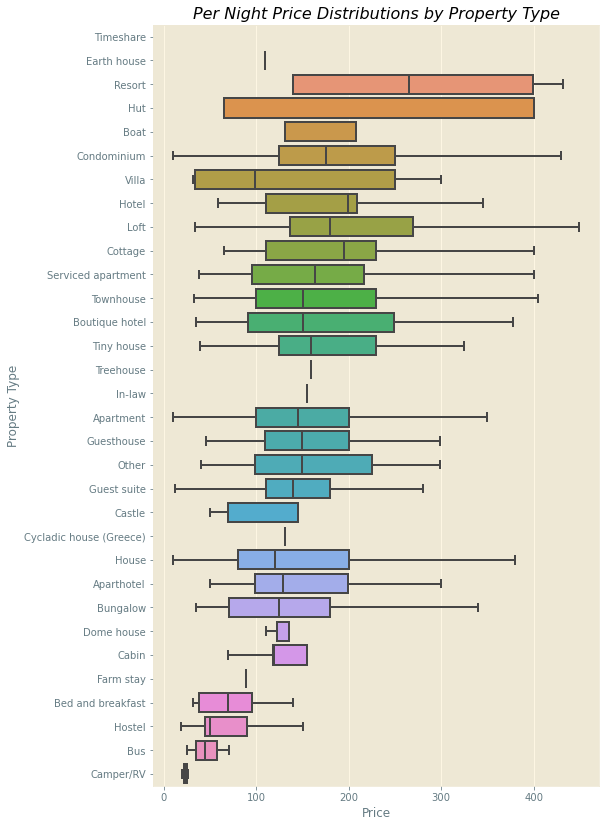 Per Night Price Distributions by Property Type
Timeshare
Earth house
Resort
Hut
Boat
Condominium
Villa
Hotel
Loft
Cottage
Serviced apartment
Townhouse
Boutique hotel
Tiny house
Treehouse
In-law
Apartment
Guesthouse
Other
Guest suite
Castle
Cycladic house (Greece)
House
Aparthotel
Bungalow
Dome house
Cabin
Farm stay
Bed and breakfast
Hostel
Bus
Camper/RV
Property Type
0 100 200 300 400
Price